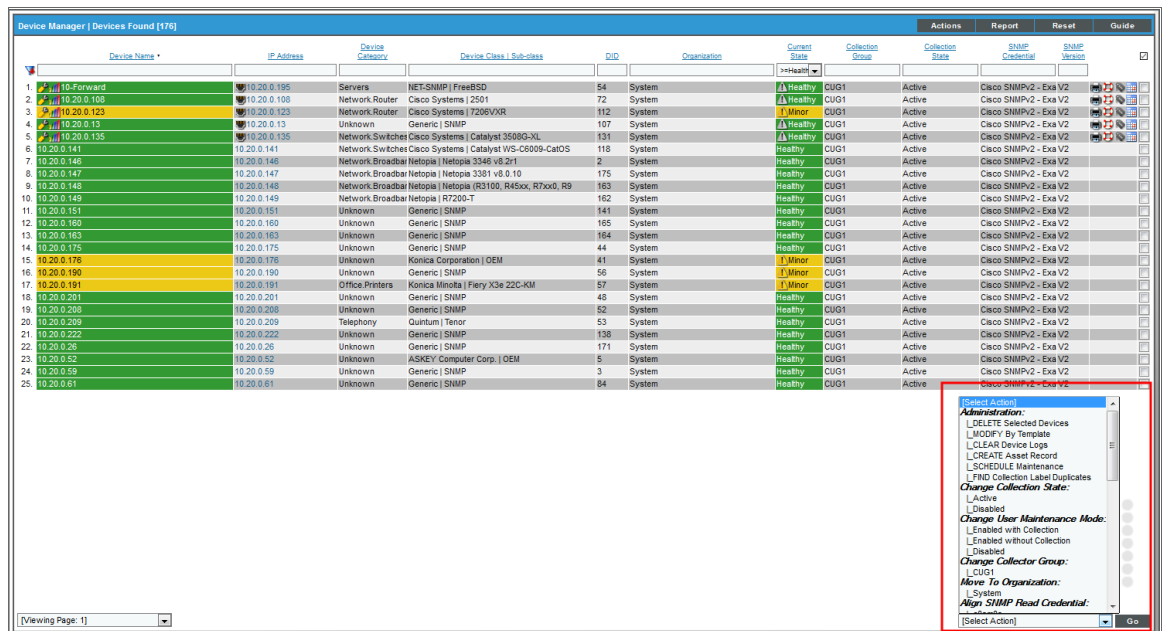 Device Manager | Devices Found [176] Actions Report Reset Guide
Device Name • IP Address Device Category Device Class | Sub-class DID Organization Current State Collection Group Collection State SNMP Credential SNMP Version
>=Health
1. 10-Forward 10.20.0.195 Servers NET-SNMP | FreeBSD 54 System Healthy CUG1 Active Cisco SNMPv2 - Exa V2
2. 10.20.0.108 10.20.0.108 Network.Router Cisco Systems | 2501 72 System Healthy CUG1 Active Cisco SNMPv2 - Exa V2
3. 10.20.0.123 10.20.0.123 Network.Router Cisco Systems | 7206VXR 112 System Minor CUG1 Active Cisco SNMPv2 - Exa V2
4. 10.20.0.13 10.20.0.13 Unknown Generic | SNMP 107 System Healthy CUG1 Active Cisco SNMPv2 - Exa V2
5. 10.20.0.135 10.20.0.135 Network.Switches Cisco Systems | Catalyst 3508G-XL 131 System Healthy CUG1 Active Cisco SNMPv2 - Exa V2
6. 10.20.0.141 10.20.0.141 Network.Switches Cisco Systems | Catalyst WS-C6009-CatOS 118 System Healthy CUG1 Active Cisco SNMPv2 - Exa V2
7. 10.20.0.146 10.20.0.146 Network.Broadbar Netopia | Netopia 3346 v8.2r1 2 System Healthy CUG1 Active Cisco SNMPv2 - Exa V2
8. 10.20.0.147 10.20.0.147 Network.Broadbar Netopia | Netopia 3381 v8.0.10 175 System Healthy CUG1 Active Cisco SNMPv2 - Exa V2
9. 10.20.0.148 10.20.0.148 Network.Broadbar Netopia | Netopia (R3100, R45xx, R7xx0, R9 163 System Healthy CUG1 Active Cisco SNMPv2 - Exa V2
10. 10.20.0.149 10.20.0.149 Network.Broadbar Netopia | R7200-T 162 System Healthy CUG1 Active Cisco SNMPv2 - Exa V2
11. 10.20.0.151 10.20.0.151 Unknown Generic | SNMP 141 System Healthy CUG1 Active Cisco SNMPv2 - Exa V2
12. 10.20.0.160 10.20.0.160 Unknown Generic | SNMP 165 System Healthy CUG1 Active Cisco SNMPv2 - Exa V2
13. 10.20.0.163 10.20.0.163 Unknown Generic | SNMP 164 System Healthy CUG1 Active Cisco SNMPv2 - Exa V2
14. 10.20.0.175 10.20.0.175 Unknown Generic | SNMP 44 System Healthy CUG1 Active Cisco SNMPv2 - Exa V2
15. 10.20.0.176 10.20.0.176 Unknown Konica Corporation | OEM 41 System Minor CUG1 Active Cisco SNMPv2 - Exa V2
16. 10.20.0.190 10.20.0.190 Unknown Generic | SNMP 56 System Minor CUG1 Active Cisco SNMPv2 - Exa V2
17. 10.20.0.191 10.20.0.191 Office.Printers Konica Minolta | Fiery X3e 22C-KM 57 System Minor CUG1 Active Cisco SNMPv2 - Exa V2
18. 10.20.0.201 10.20.0.201 Unknown Generic | SNMP 48 System Healthy CUG1 Active Cisco SNMPv2 - Exa V2
19. 10.20.0.208 10.20.0.208 Unknown Generic | SNMP 52 System Healthy CUG1 Active Cisco SNMPv2 - Exa V2
20. 10.20.0.209 10.20.0.209 Telephony Quintum | Tenor 53 System Healthy CUG1 Active Cisco SNMPv2 - Exa V2
21. 10.20.0.222 10.20.0.222 Unknown Generic | SNMP 138 System Healthy CUG1 Active Cisco SNMPv2 - Exa V2
22. 10.20.0.26 10.20.0.26 Unknown Generic | SNMP 171 System Healthy CUG1 Active Cisco SNMPv2 - Exa V2
23. 10.20.0.52 10.20.0.52 Unknown ASKEY Computer Corp. | OEM 5 System Healthy CUG1 Active Cisco SNMPv2 - Exa V2
24. 10.20.0.59 10.20.0.59 Unknown Generic | SNMP 3 System Healthy CUG1 Active Cisco SNMPv2 - Exa V2
25. 10.20.0.61 10.20.0.61 Unknown Generic | SNMP 84 System Healthy CUG1 Active Cisco SNMPv2 - Exa V2
[Select Action]
Administration:
|_DELETE Selected Devices
|_MODIFY By Template
|_CLEAR Device Logs
|_CREATE Asset Record
|_SCHEDULE Maintenance
|_FIND Collection Label Duplicates
Change Collection State:
|_Active
|_Disabled
Change User Maintenance Mode:
|_Enabled with Collection
|_Enabled without Collection
|_Disabled
Change Collector Group:
|_CUG1
Move To Organization:
|_System
Align SNMP Read Credential:
[Viewing Page: 1] [Select Action] Go